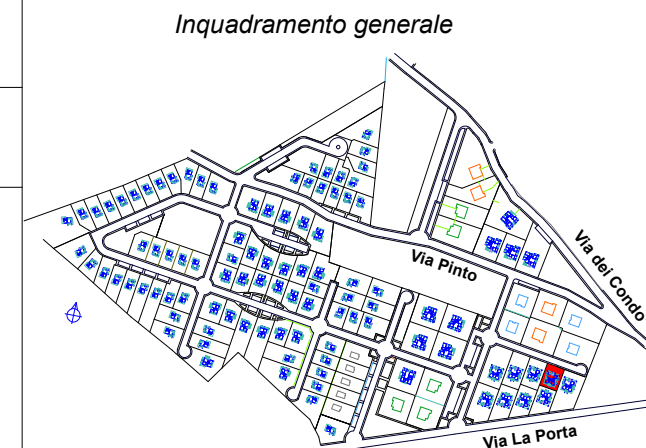 Inquadramento generale
Via dei Condo
Via Pinto
Via La Porta